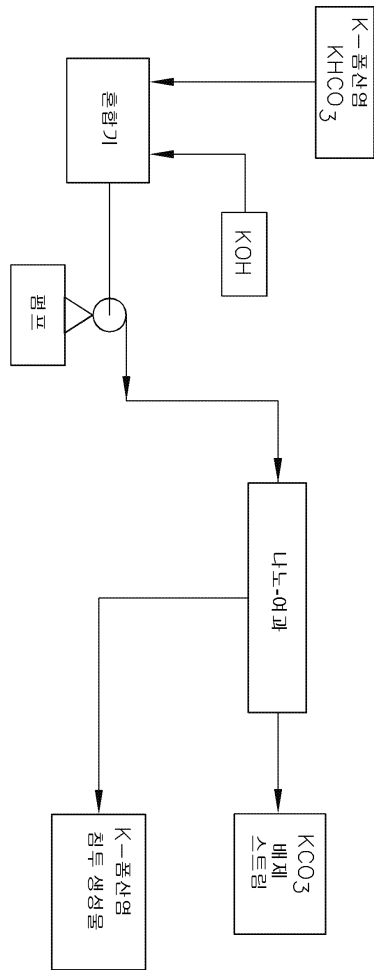 K-폼산염
KHCO3
KOH
혼합기
펌프
나노-여과
KCO3
배제
스트림
K-폼산염
침투 생성물